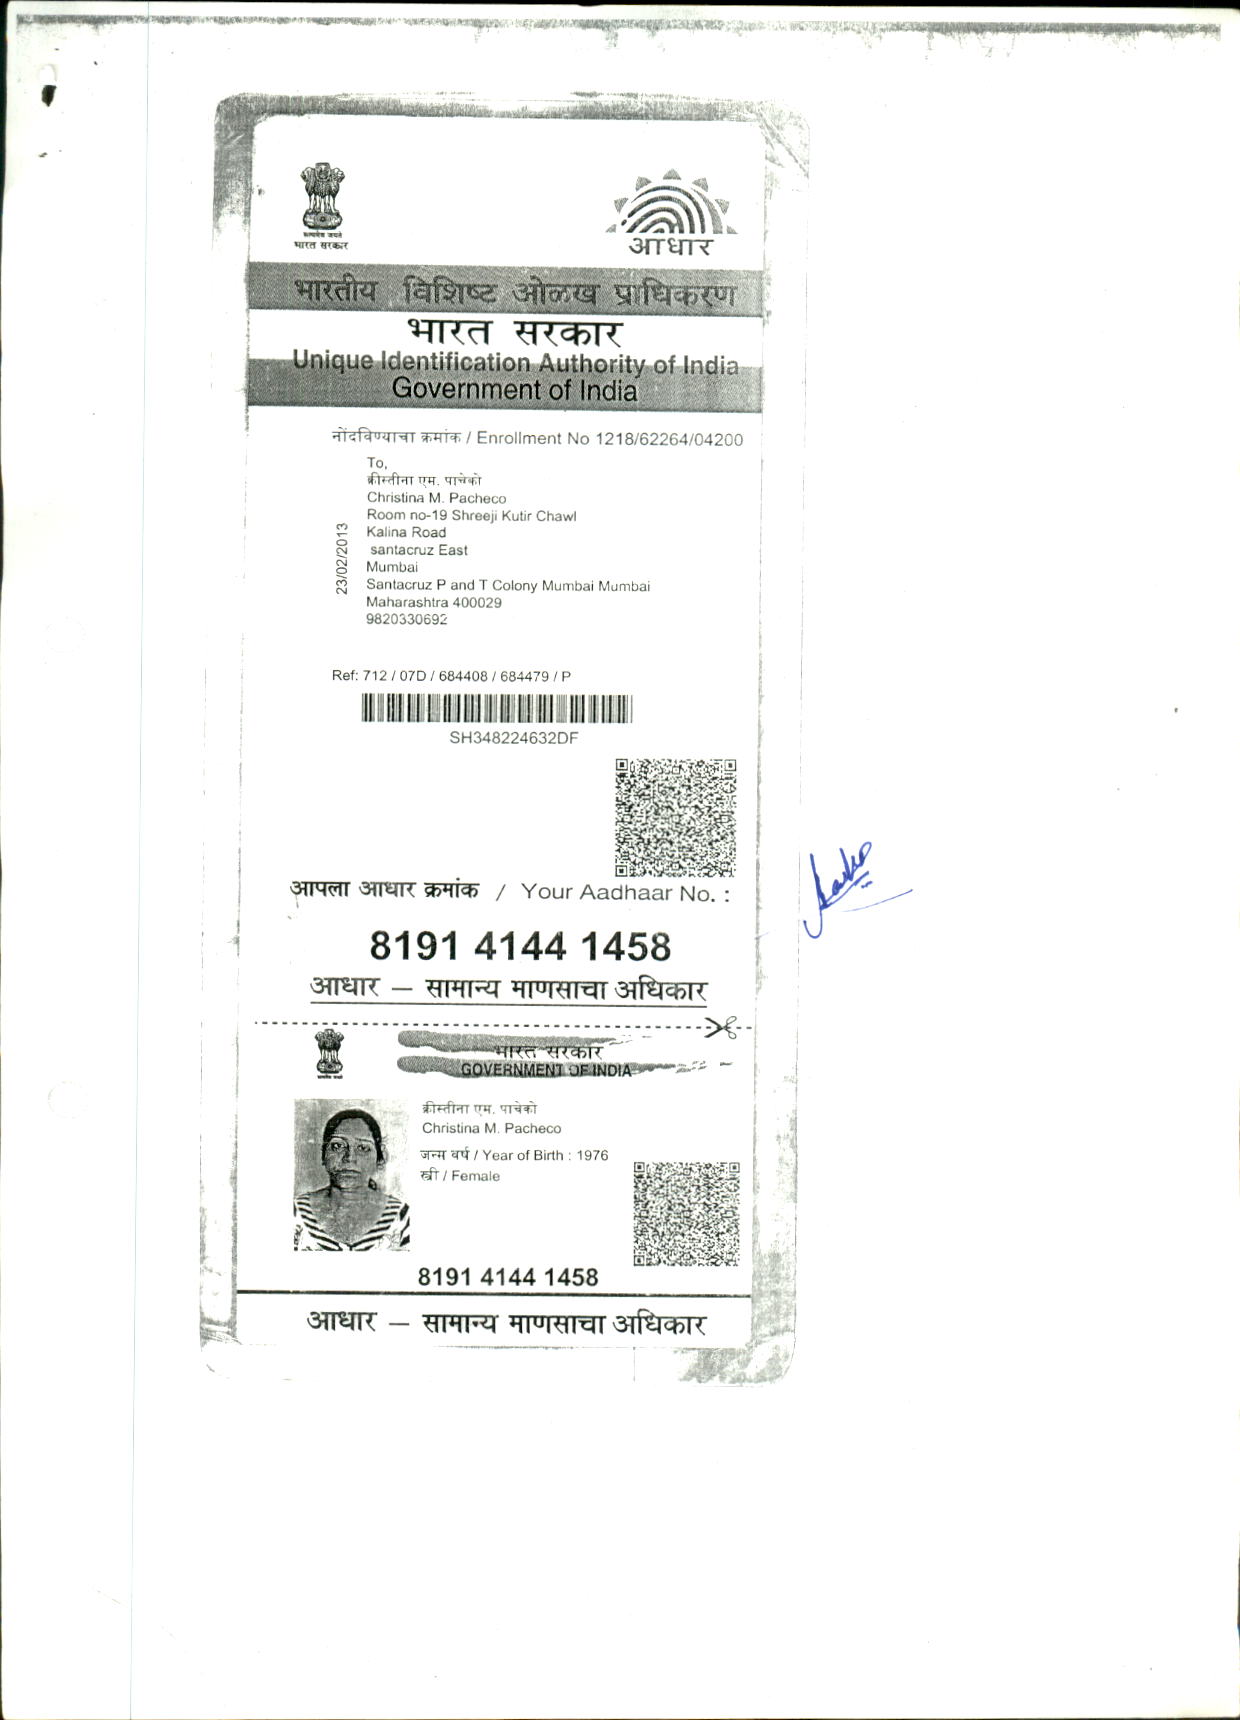 भारत सरकार
आधार
भारतीय विशिष्ट ओळख प्राधिकरण
भारत सरकार
Unique Identification Authority of India
Government of India
नोंदविण्याचा क्रमांक / Enrollment No 1218/62264/04200
To,
क्रीस्तीना एम. पाचेको
Christina M. Pacheco
Room no-19 Shreeji Kutir Chawl
Kalina Road
santacruz East
Mumbai
Santacruz P and T Colony Mumbai Mumbai
Maharashtra 400029
9820330692
23/02/2013
Ref: 712 / 07D / 684408 / 684479 / P
SH348224632DF
आपला आधार क्रमांक / Your Aadhaar No. :
8191 4144 1458
आधार — सामान्य माणसाचा अधिकार
भारत सरकार
GOVERNMENT OF INDIA
क्रीस्तीना एम. पाचेको
Christina M. Pacheco
जन्म वर्ष / Year of Birth : 1976
स्त्री / Female
8191 4144 1458
आधार — सामान्य माणसाचा अधिकार